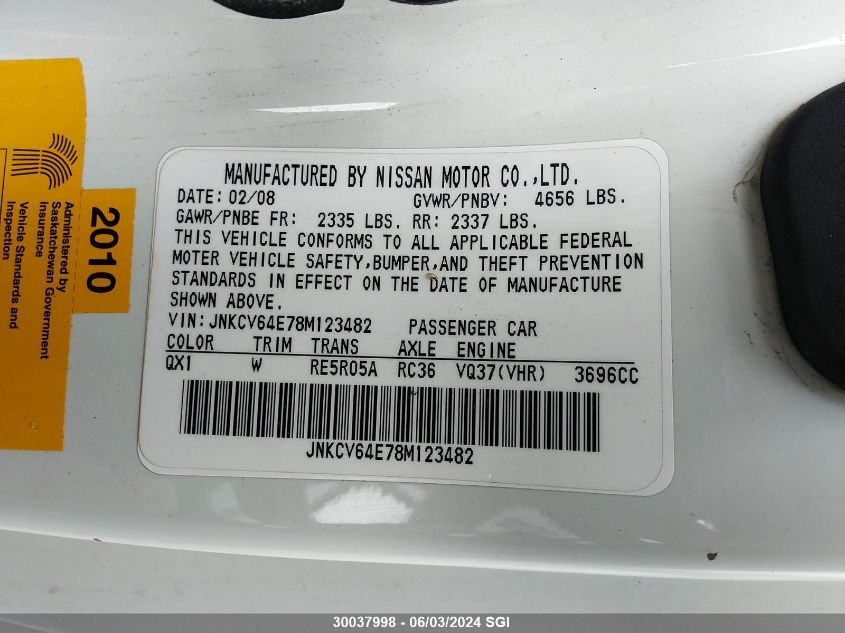 MANUFACTURED BY NISSAN MOTOR CO.,LTD.
DATE: 02/08 GVWR/PNBV: 4656 LBS.
GAWR/PNBE FR: 2335 LBS. RR: 2337 LBS.
THIS VEHICLE CONFORMS TO ALL APPLICABLE FEDERAL
MOTER VEHICLE SAFETY,BUMPER,AND THEFT PREVENTION
STANDARDS IN EFFECT ON THE DATE OF MANUFACTURE
SHOWN ABOVE.
VIN:JNKCV64E78M123482 PASSENGER CAR
COLOR TRIM TRANS AXLE ENGINE
QX1 W RE5R05A RC36 VQ37(VHR) 3696CC
JNKCV64E78M123482
2010
Administered by
Saskatchewan Government
Insurance
Vehicle Standards and
Inspection
30037998 - 06/03/2024 SGI